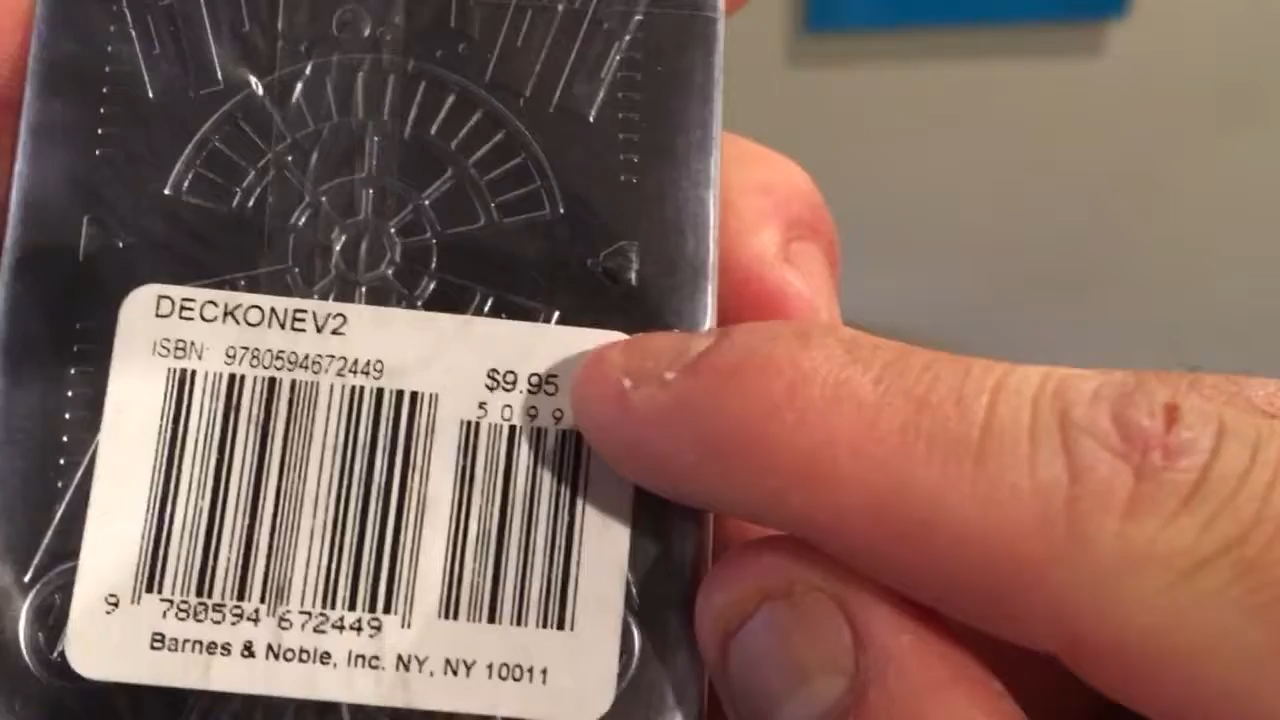 DECKONEV2
ISBN: 9780594672449
$9.95
5099
9 780594 672449
Barnes & Noble, Inc. NY, NY 10011